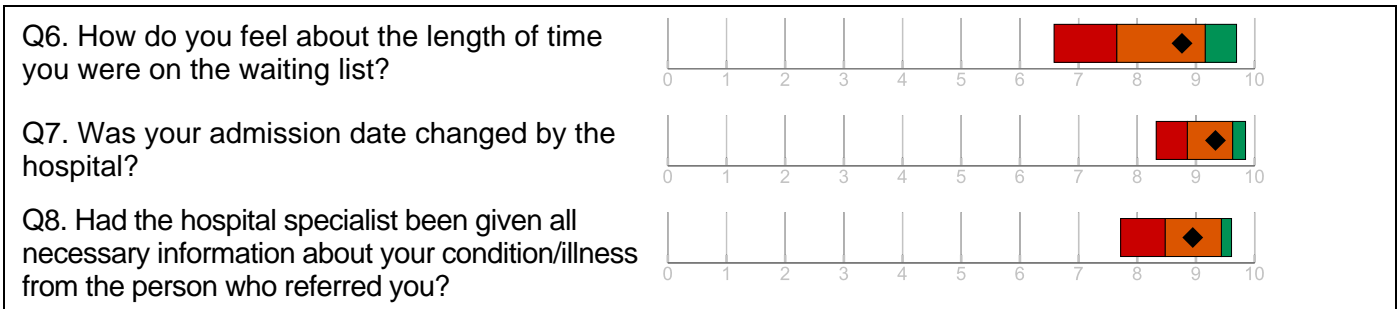 Q6. How do you feel about the length of time
you were on the waiting list?
0 1 2 3 4 5 6 7 8 9 10
Q7. Was your admission date changed by the
hospital?
0 1 2 3 4 5 6 7 8 9 10
Q8. Had the hospital specialist been given all
necessary information about your condition/illness
from the person who referred you?
0 1 2 3 4 5 6 7 8 9 10